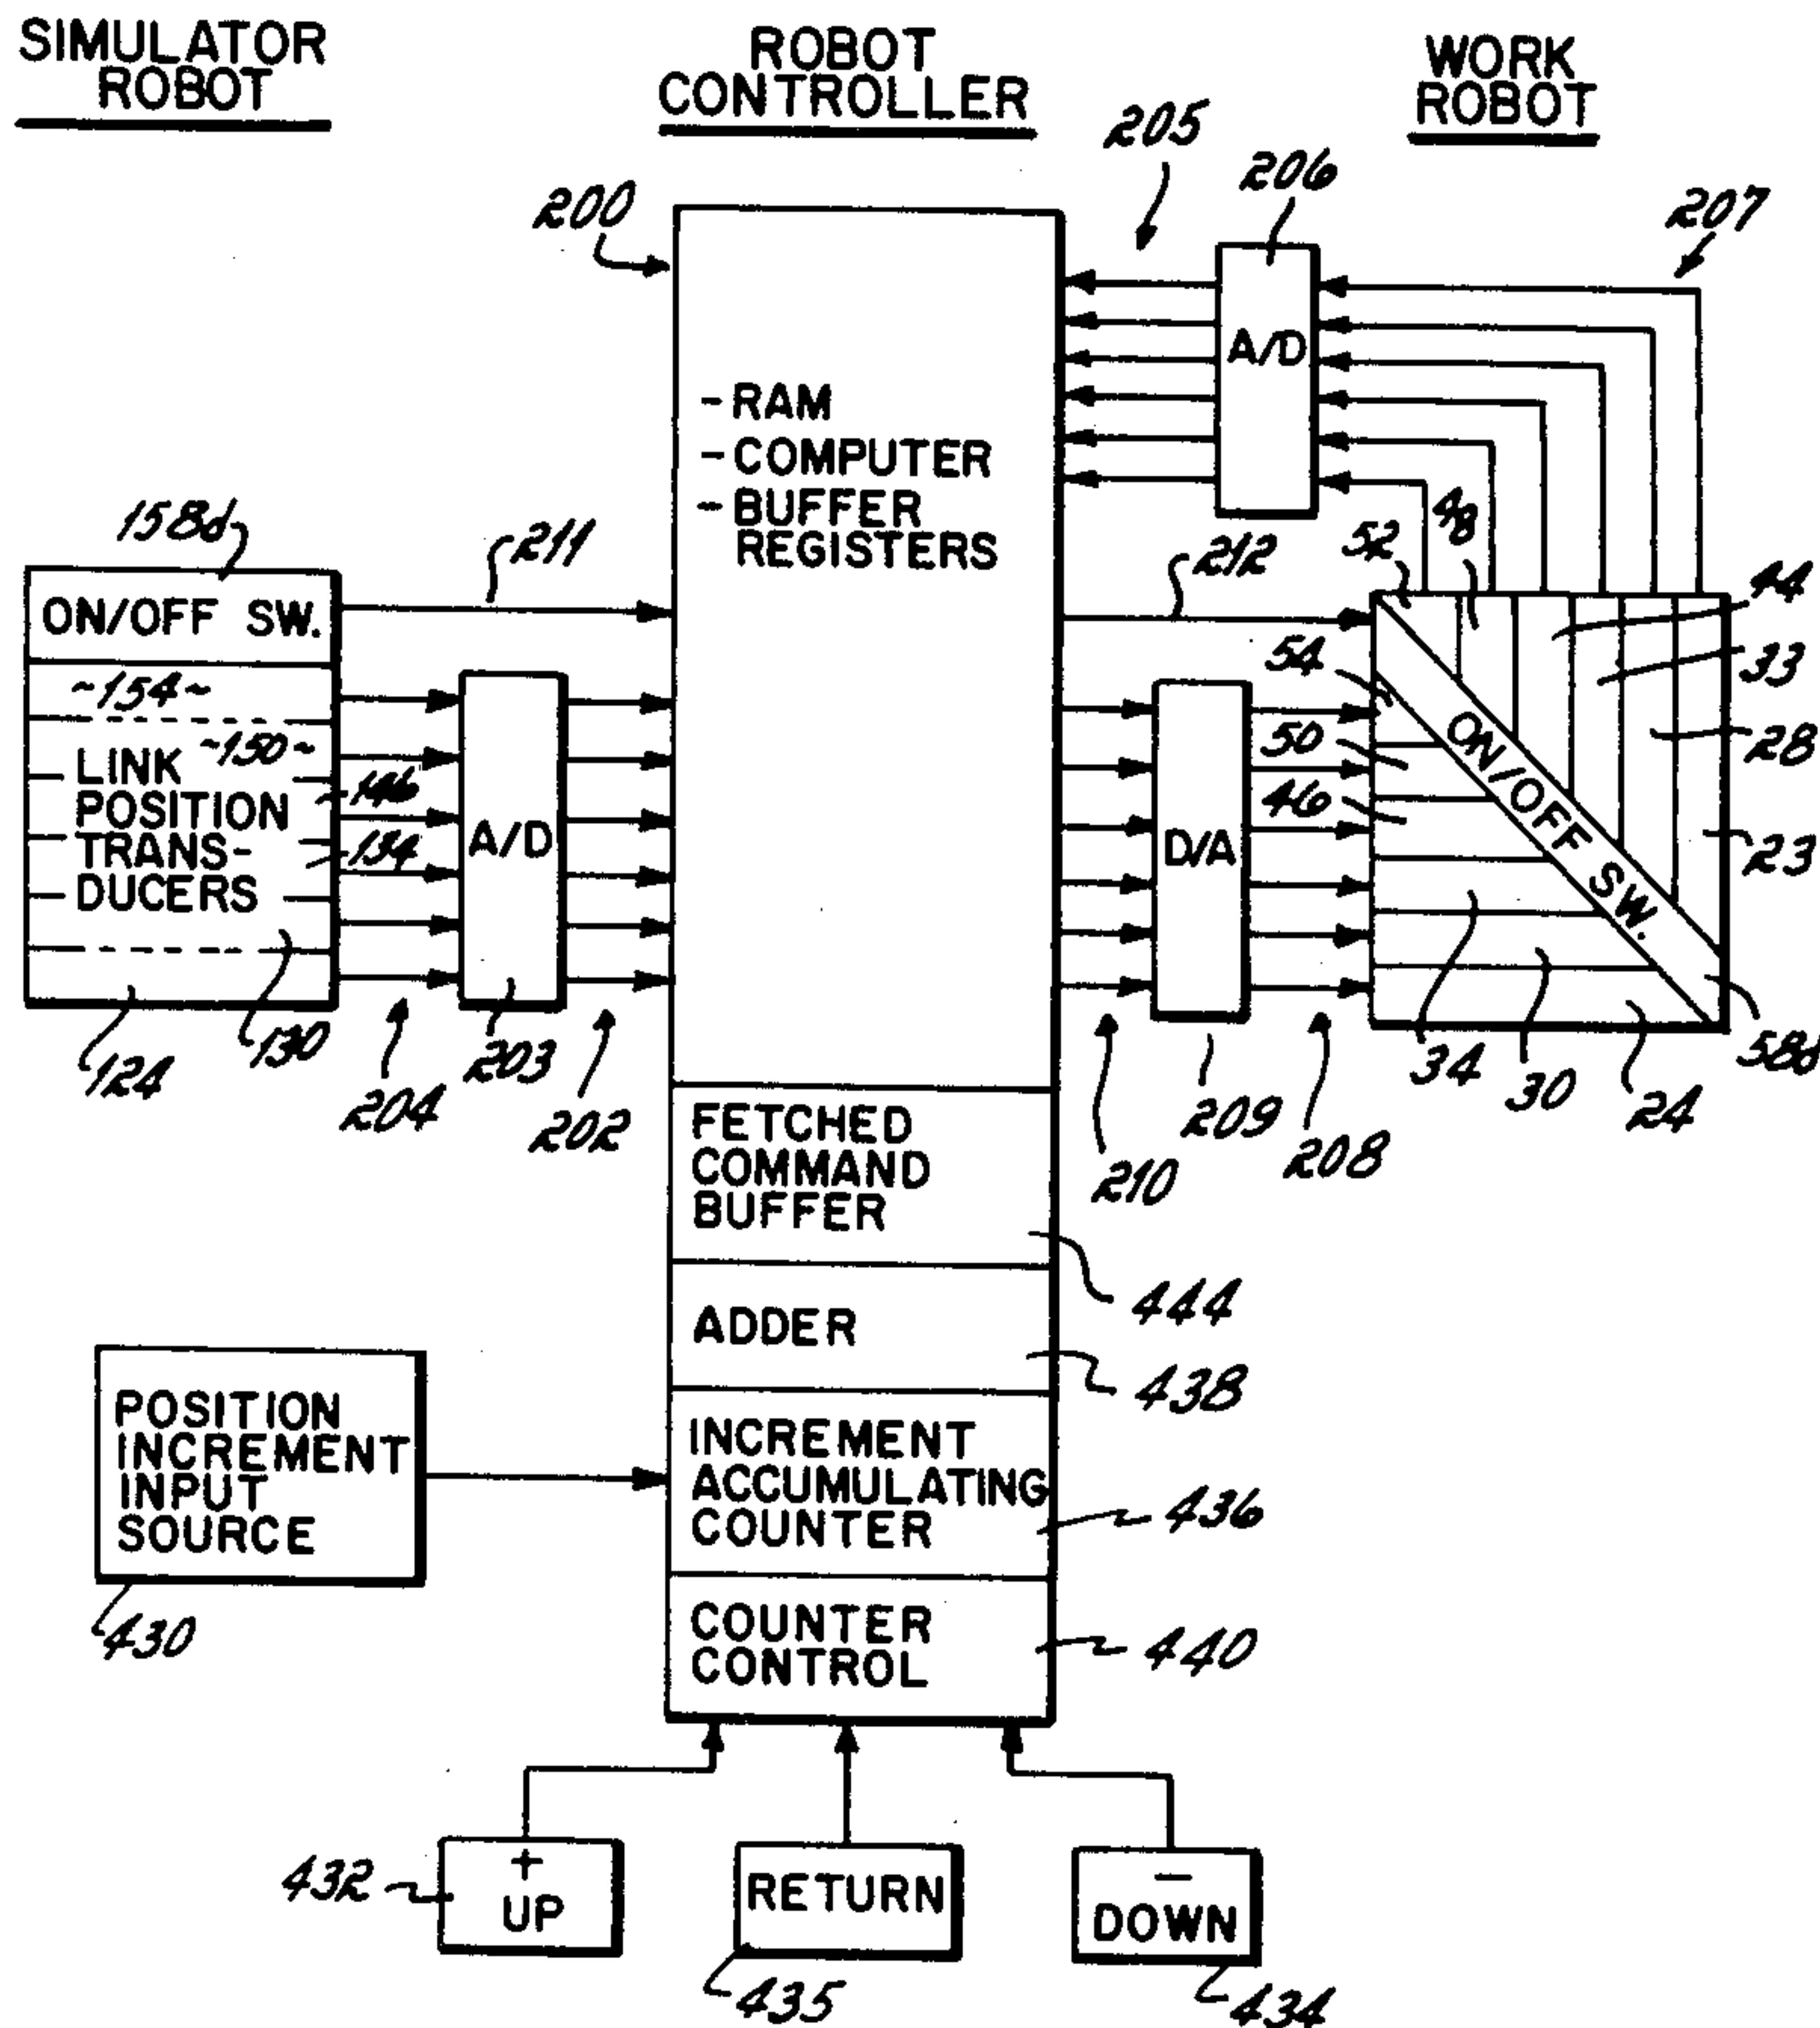 SIMULATOR
ROBOT
ROBOT
CONTROLLER
WORK
ROBOT
205
206
207
200
A/D
- RAM
- COMPUTER
- BUFFER
REGISTERS
158d
211
212
52
48
44
33
28
23
ON/OFF SW.
~154~
~150~
LINK
POSITION
TRANS-
DUCERS
146
134
A/D
D/A
54
50
46
ON/OFF SW.
124
130
204
203
202
210
209
208
34
30
24
58d
FETCHED
COMMAND
BUFFER
444
ADDER
438
POSITION
INCREMENT
INPUT
SOURCE
430
INCREMENT
ACCUMULATING
COUNTER
436
COUNTER
CONTROL
440
432
+
UP
RETURN
435
−
DOWN
434